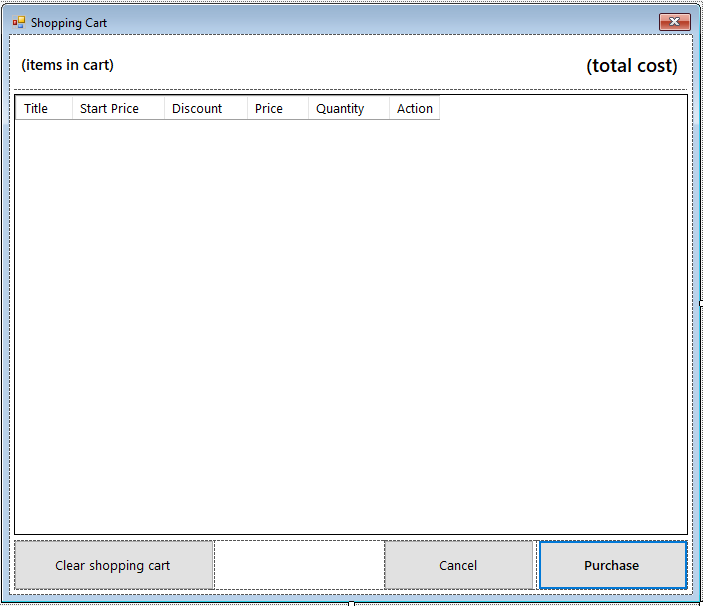 Shopping Cart
(items in cart) (total cost)
Title Start Price Discount Price Quantity Action
Clear shopping cart Cancel Purchase